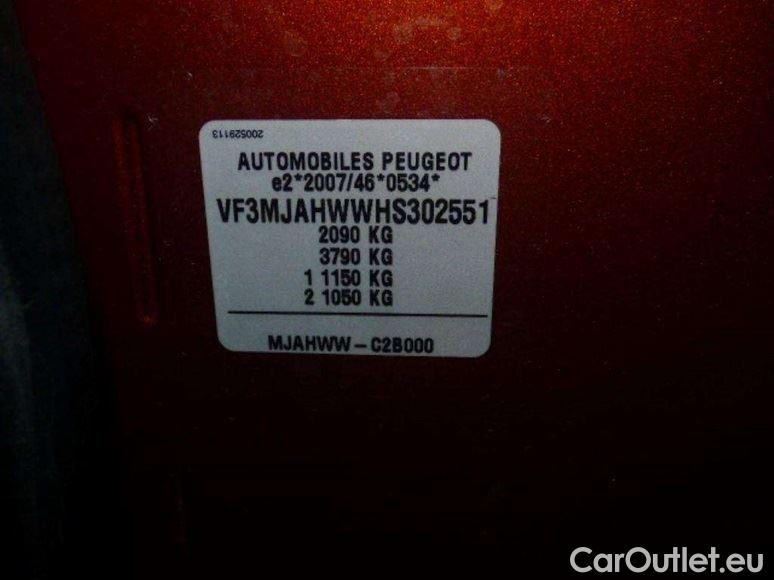 200529113
AUTOMOBILES PEUGEOT
e2*2007/46*0534*
VF3MJAHWWHS302551
2090 KG
3790 KG
1 1150 KG
2 1050 KG
MJAHWW-C2B000
CarOutlet.eu